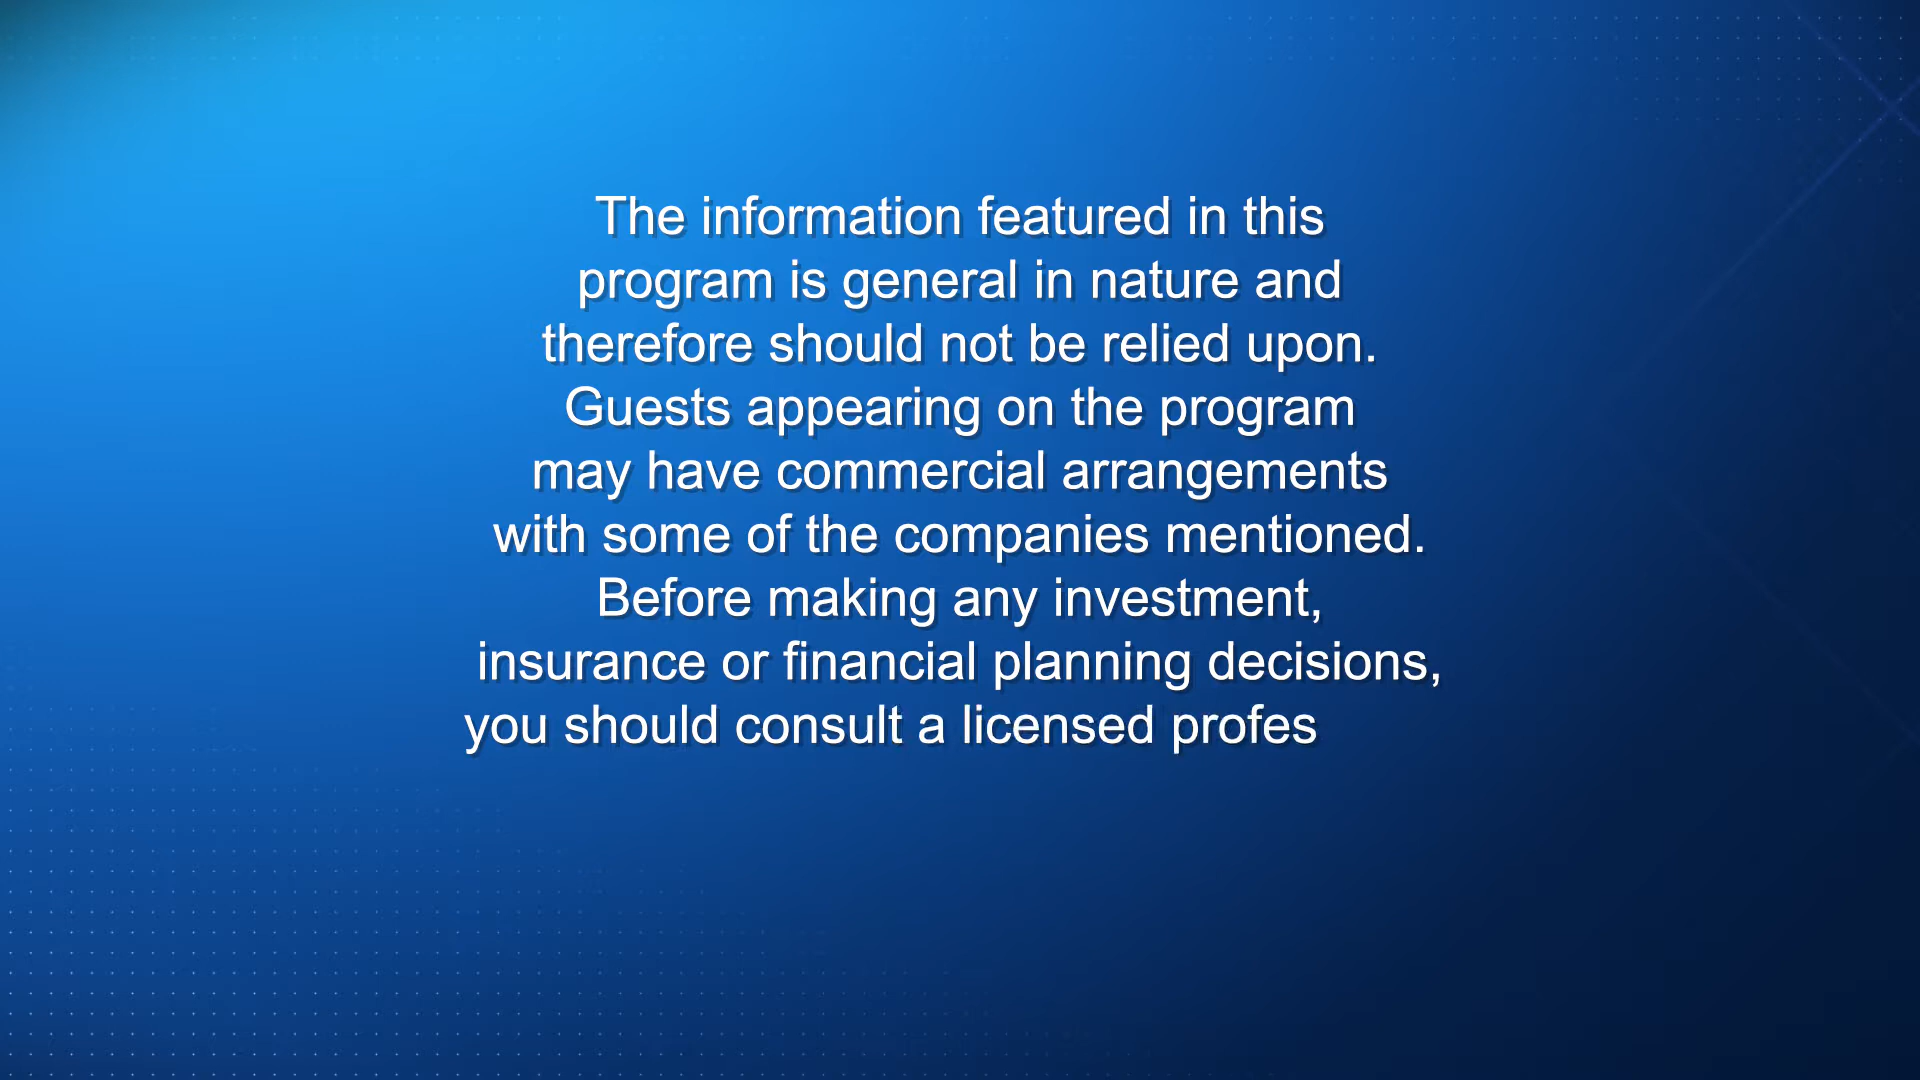 The information featured in this
program is general in nature and
therefore should not be relied upon.
Guests appearing on the program
may have commercial arrangements
with some of the companies mentioned.
Before making any investment,
insurance or financial planning decisions,
you should consult a licensed profes